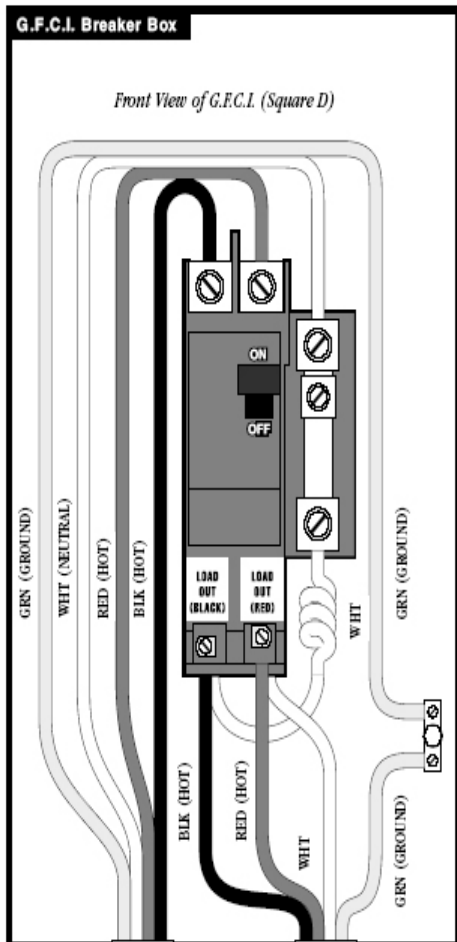 G.F.C.I. Breaker Box
Front View of G.F.C.I. (Square D)
ON
OFF
GRN (GROUND)
WHT (NEUTRAL)
RED (HOT)
BLK (HOT)
LOAD
OUT
(BLACK)
LOAD
OUT
(RED)
WHT
GRN (GROUND)
BLK (HOT)
RED (HOT)
WHT
GRN (GROUND)